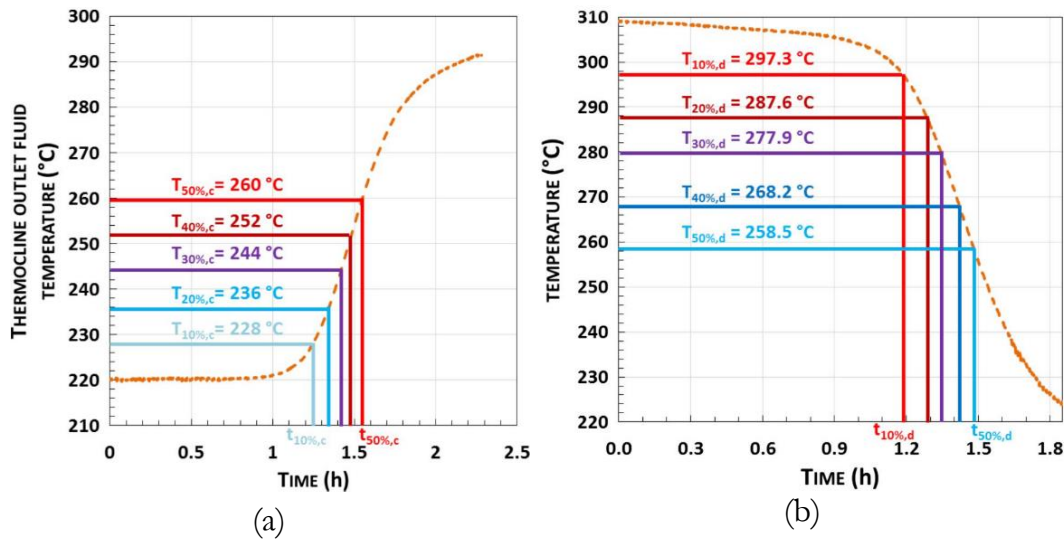 THERMOCLINE OUTLET FLUID
TEMPERATURE (°C)
300
290
280
270
260
250
240
230
220
210
T50%,c= 260 °C
T40%,c= 252 °C
T30%,c= 244 °C
T20%,c= 236 °C
T10%,c= 228 °C
t10%,c
t50%,c
0
0.5
1
1.5
2
2.5
TIME (h)
(a)
TEMPERATURE (°C)
310
300
290
280
270
260
250
240
230
220
T10%,d = 297.3 °C
T20%,d = 287.6 °C
T30%,d = 277.9 °C
T40%,d = 268.2 °C
T50%,d = 258.5 °C
t10%,d
t50%,d
0.0
0.3
0.6
0.9
1.2
1.5
1.8
TIME (h)
(b)